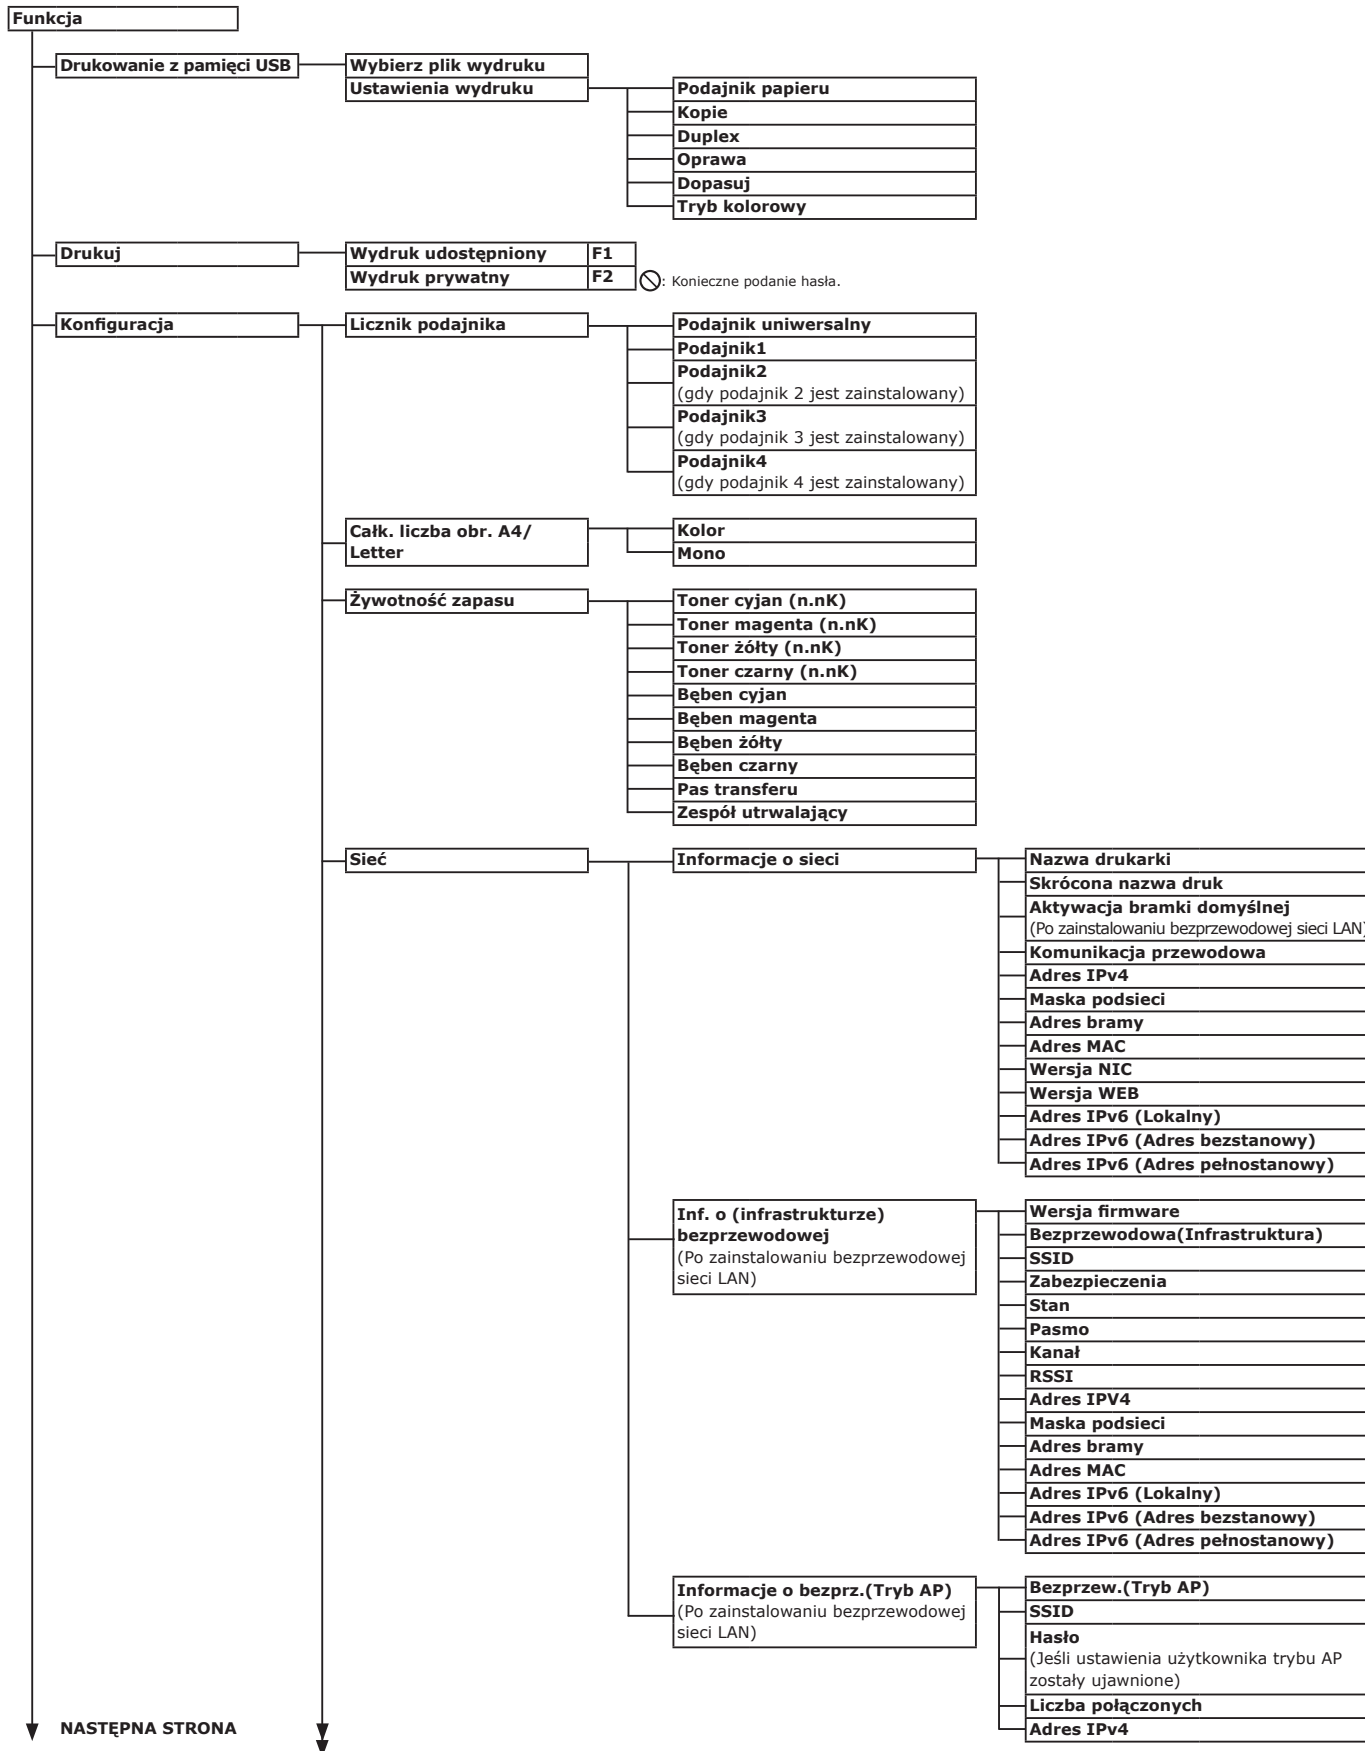 Funkcja
Drukowanie z pamięci USB
Wybierz plik wydruku
Ustawienia wydruku
Podajnik papieru
Kopie
Duplex
Oprawa
Dopasuj
Tryb kolorowy
Drukuj
Wydruk udostępniony F1
Wydruk prywatny F2
: Konieczne podanie hasła.
Konfiguracja
Licznik podajnika
Podajnik uniwersalny
Podajnik1
Podajnik2
(gdy podajnik 2 jest zainstalowany)
Podajnik3
(gdy podajnik 3 jest zainstalowany)
Podajnik4
(gdy podajnik 4 jest zainstalowany)
Całk. liczba obr. A4/
Letter
Kolor
Mono
Żywotność zapasu
Toner cyjan (n.nK)
Toner magenta (n.nK)
Toner żółty (n.nK)
Toner czarny (n.nK)
Bęben cyjan
Bęben magenta
Bęben żółty
Bęben czarny
Pas transferu
Zespół utrwalający
Sieć
Informacje o sieci
Nazwa drukarki
Skrócona nazwa druk
Aktywacja bramki domyślnej
(Po zainstalowaniu bezprzewodowej sieci LAN)
Komunikacja przewodowa
Adres IPv4
Maska podsieci
Adres bramy
Adres MAC
Wersja NIC
Wersja WEB
Adres IPv6 (Lokalny)
Adres IPv6 (Adres bezstanowy)
Adres IPv6 (Adres pełnostanowy)
Inf. o (infrastrukturze)
bezprzewodowej
(Po zainstalowaniu bezprzewodowej
sieci LAN)
Wersja firmware
Bezprzewodowa(Infrastruktura)
SSID
Zabezpieczenia
Stan
Pasmo
Kanał
RSSI
Adres IPV4
Maska podsieci
Adres bramy
Adres MAC
Adres IPv6 (Lokalny)
Adres IPv6 (Adres bezstanowy)
Adres IPv6 (Adres pełnostanowy)
Informacje o bezprz.(Tryb AP)
(Po zainstalowaniu bezprzewodowej
sieci LAN)
Bezprzew.(Tryb AP)
SSID
Hasło
(Jeśli ustawienia użytkownika trybu AP
zostały ujawnione)
Liczba połączonych
Adres IPv4
NASTĘPNA STRONA